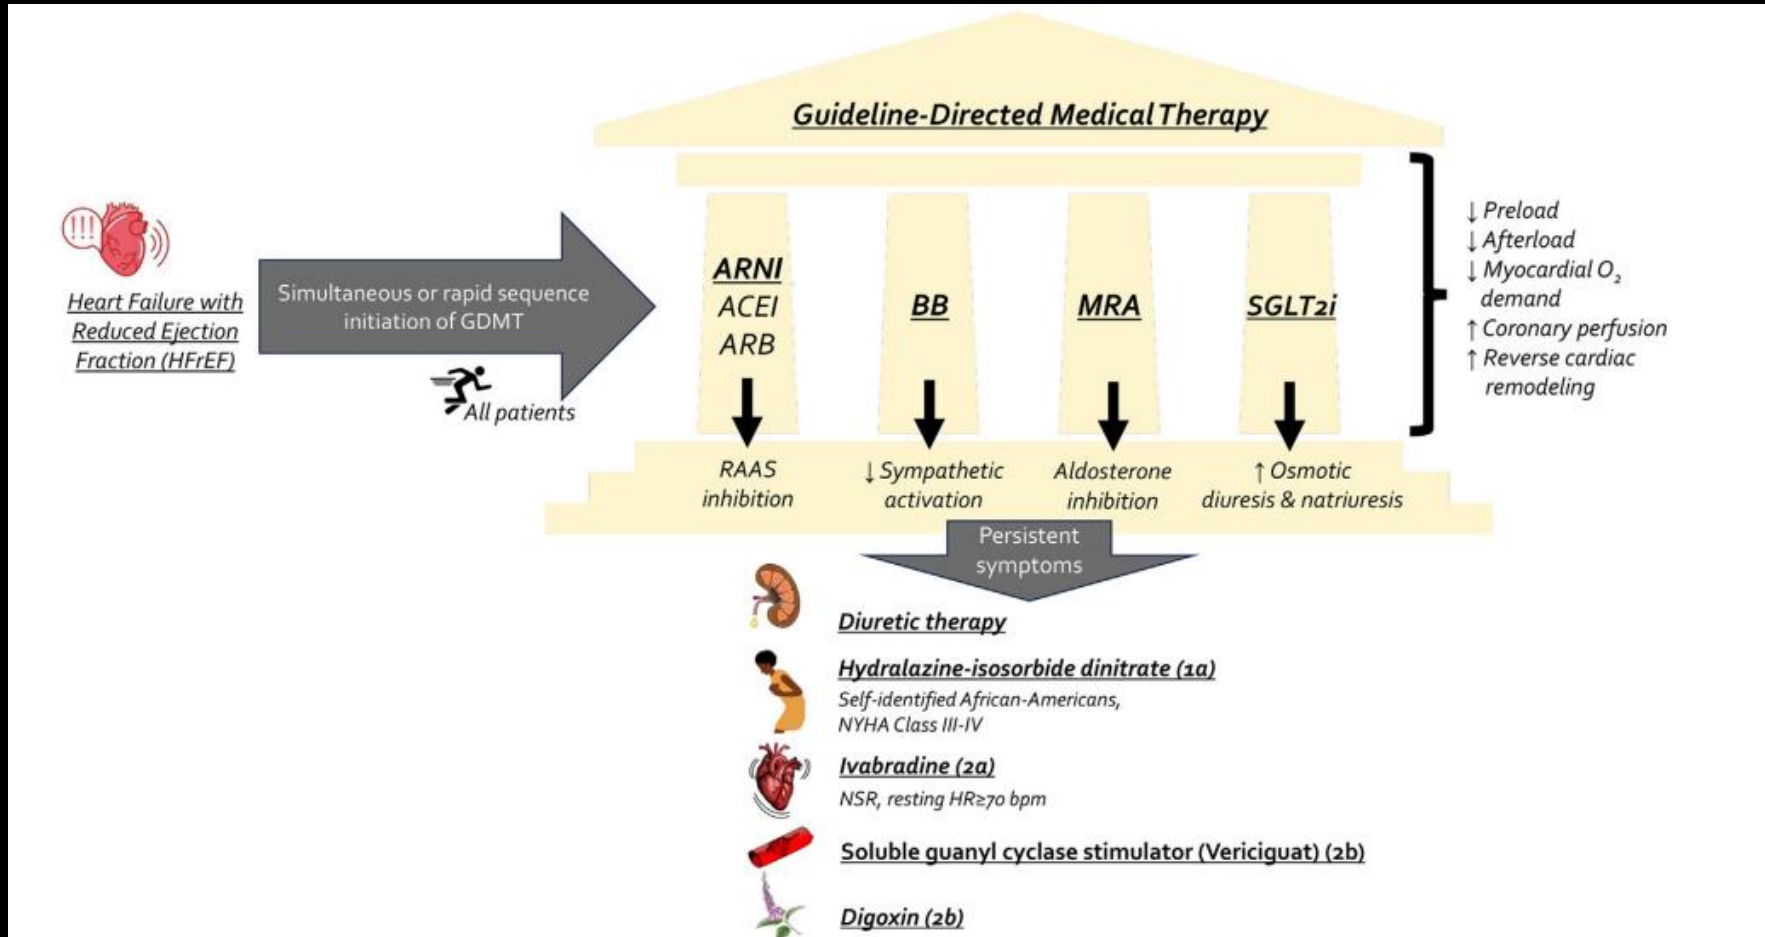 Guideline-Directed Medical Therapy
!!!
Heart Failure with
Reduced Ejection
Fraction (HFrEF)
Simultaneous or rapid sequence
initiation of GDMT
All patients
ARNI
ACEI
ARB
BB
MRA
SGLT2i
↓ Preload
↓ Afterload
↓ Myocardial O₂
demand
↑ Coronary perfusion
↑ Reverse cardiac
remodeling
RAAS
inhibition
↓ Sympathetic
activation
Aldosterone
inhibition
↑ Osmotic
diuresis & natriuresis
Persistent
symptoms
Diuretic therapy
Hydralazine-isosorbide dinitrate (1a)
Self-identified African-Americans,
NYHA Class III-IV
Ivabradine (2a)
NSR, resting HR≥70 bpm
Soluble guanyl cyclase stimulator (Vericiguat) (2b)
Digoxin (2b)